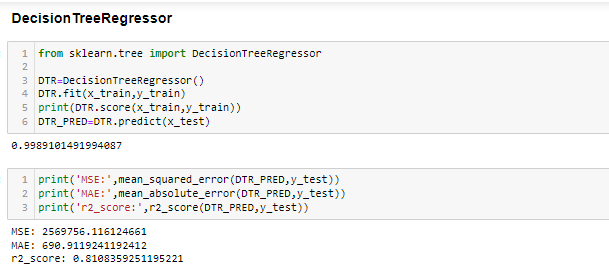 DecisionTreeRegressor
1 from sklearn.tree import DecisionTreeRegressor
2
3 DTR=DecisionTreeRegressor()
4 DTR.fit(x_train,y_train)
5 print(DTR.score(x_train,y_train))
6 DTR_PRED=DTR.predict(x_test)
0.9989101491994087
1 print('MSE:',mean_squared_error(DTR_PRED,y_test))
2 print('MAE:',mean_absolute_error(DTR_PRED,y_test))
3 print('r2_score:',r2_score(DTR_PRED,y_test))
MSE: 2569756.116124661
MAE: 690.9119241192412
r2_score: 0.8108359251195221